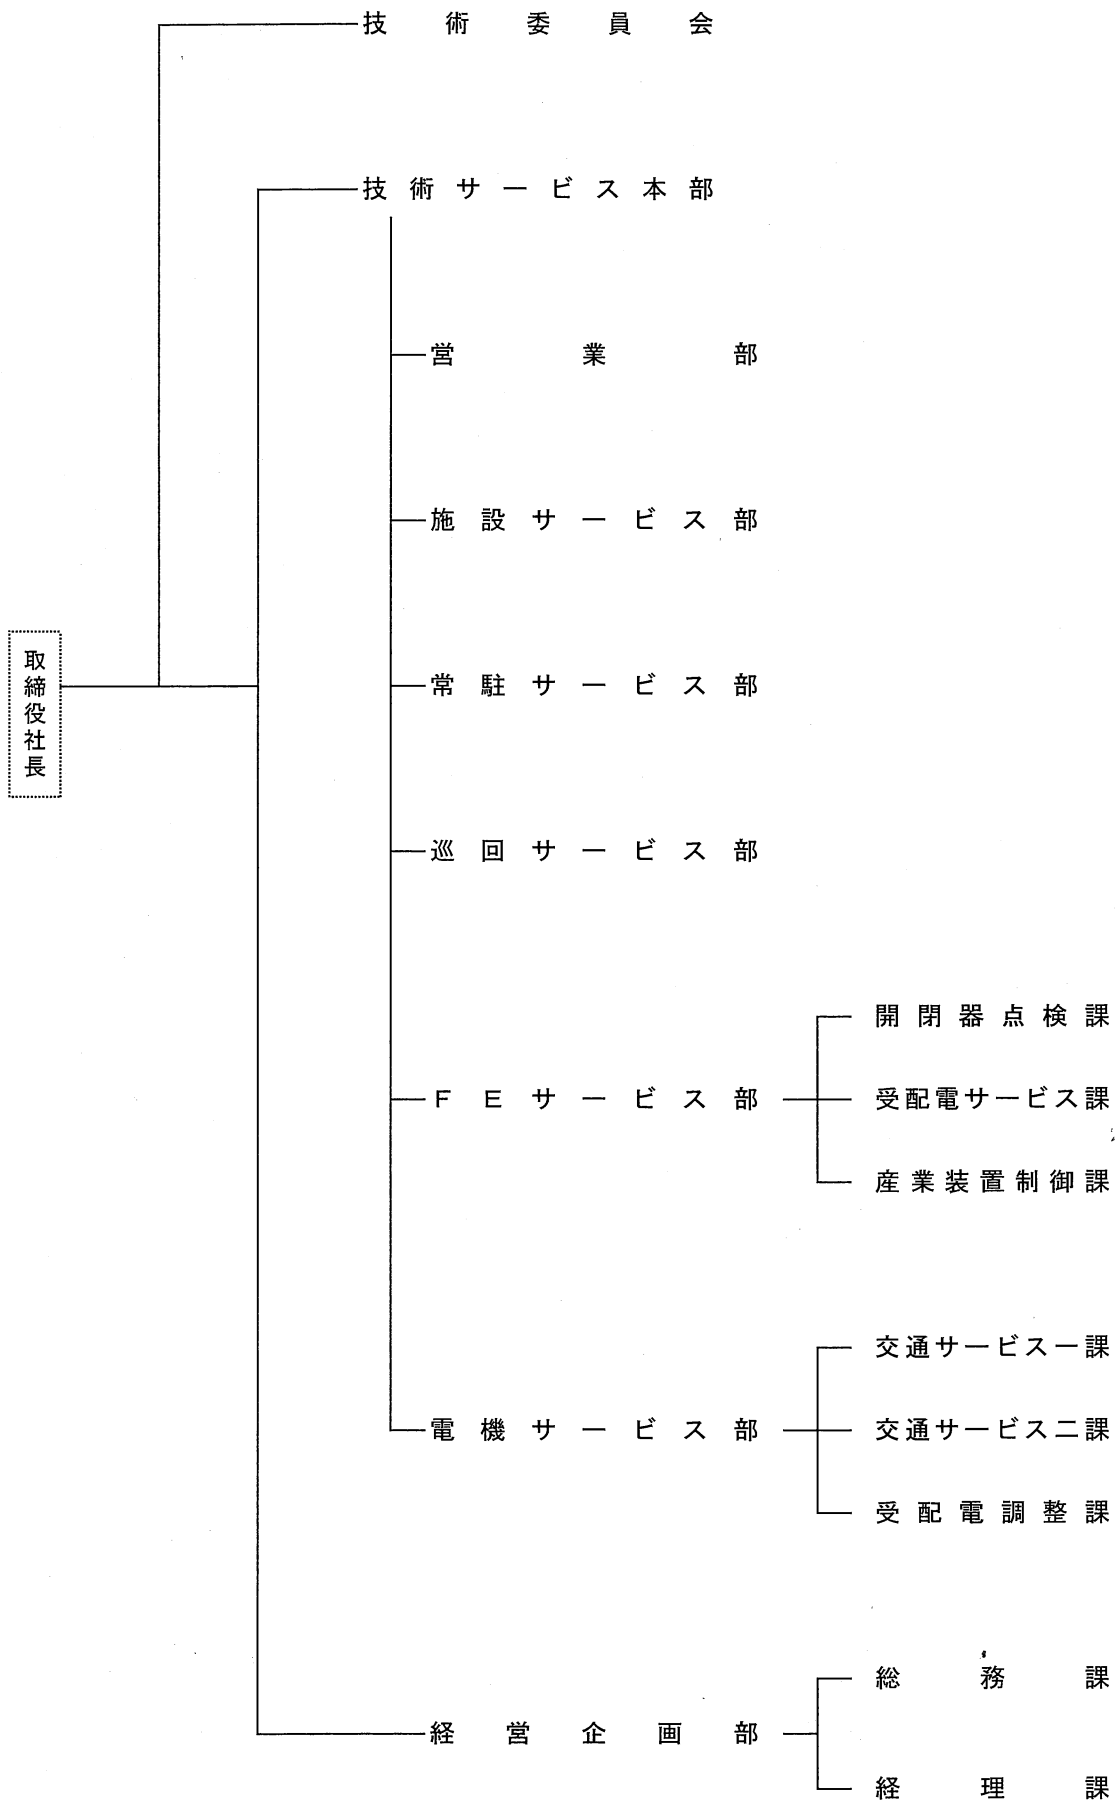 技術委員会
技術サービス本部
営業部
施設サービス部
常駐サービス部
取締役社長
巡回サービス部
開閉器点検課
FEサービス部
受配電サービス課
産業装置制御課
交通サービス一課
電機サービス部
交通サービス二課
受配電調整課
総務課
経営企画部
経理課